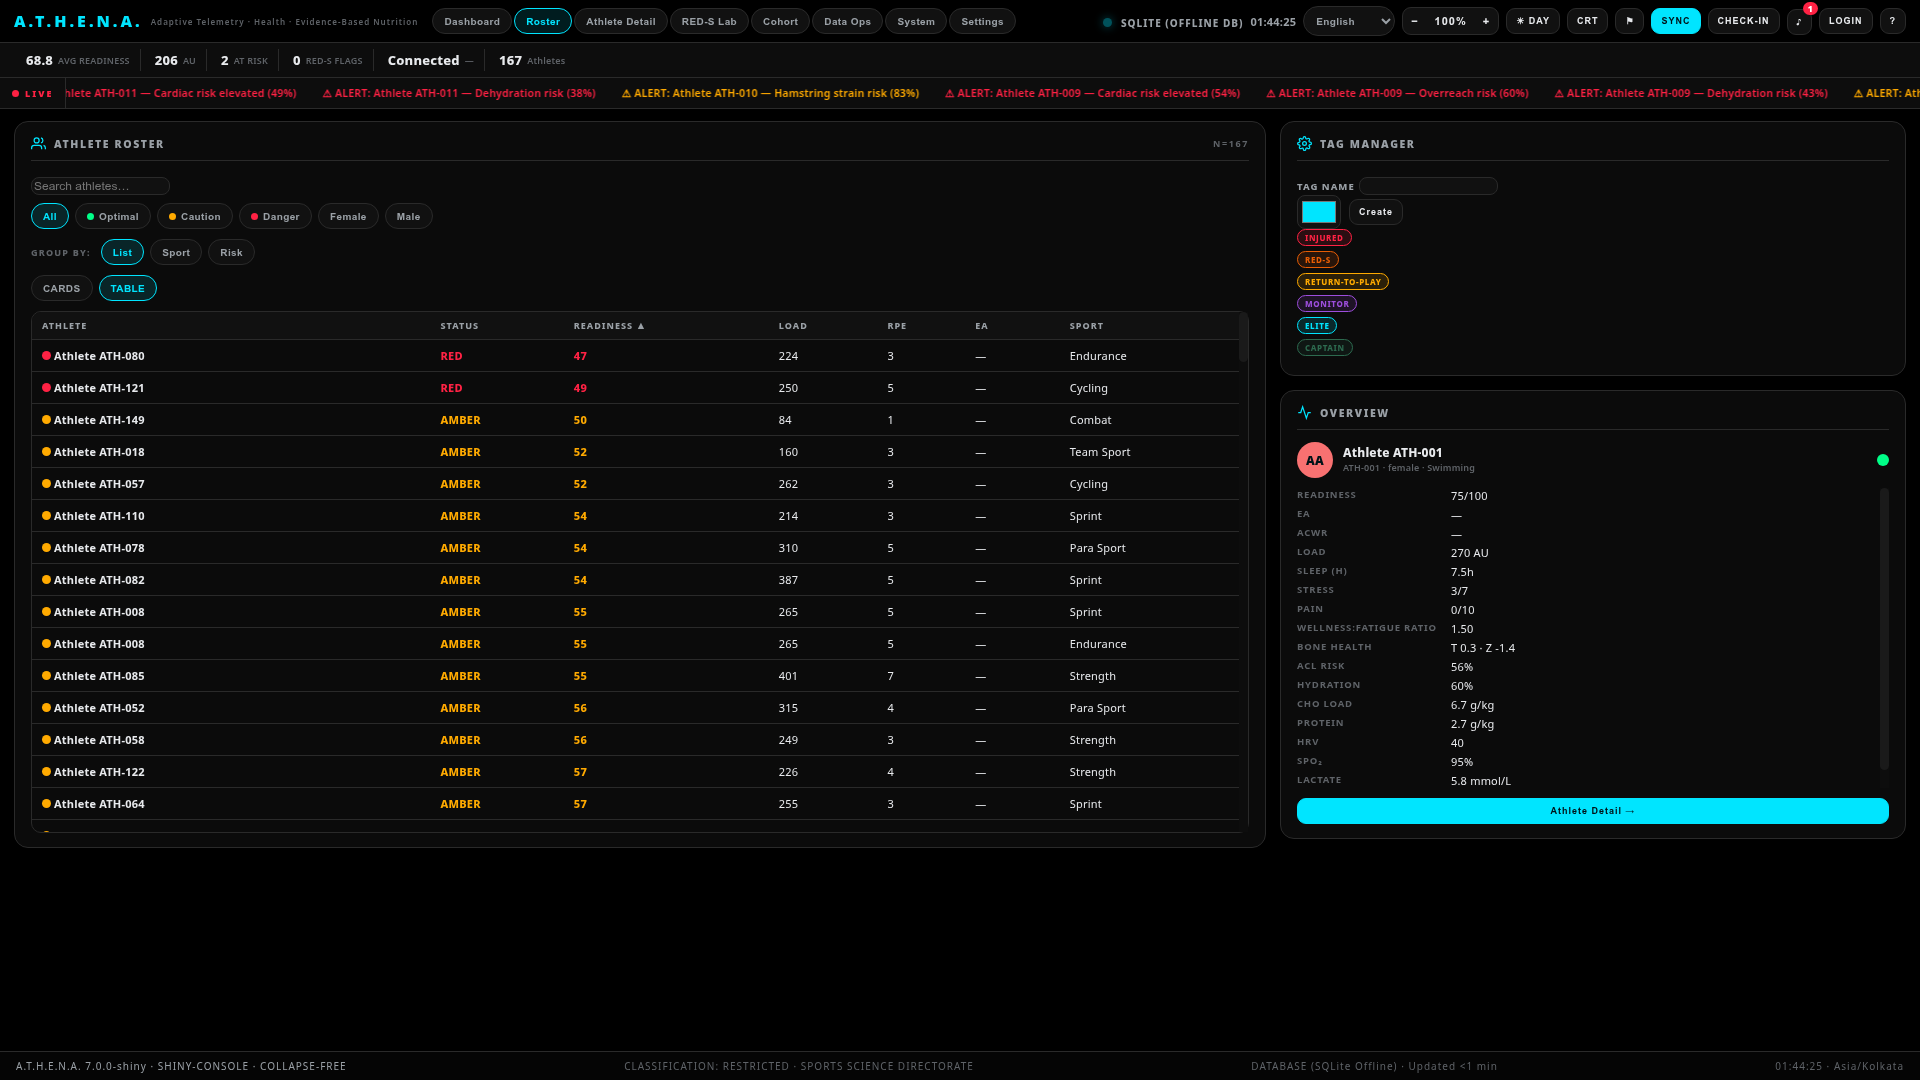 A.T.H.E.N.A. Adaptive Telemetry · Health · Evidence-Based Nutrition Dashboard Roster Athlete Detail RED-S Lab Cohort Data Ops System Settings SQLITE (OFFLINE DB) 01:44:25 English − 100% + ☀ DAY CRT ⚑ SYNC CHECK-IN ♪ 1 LOGIN ?
68.8 AVG READINESS 206 AU 2 AT RISK 0 RED-S FLAGS Connected — 167 Athletes
LIVE hlete ATH-011 — Cardiac risk elevated (49%) ⚠ ALERT: Athlete ATH-011 — Dehydration risk (38%) ⚠ ALERT: Athlete ATH-010 — Hamstring strain risk (83%) ⚠ ALERT: Athlete ATH-009 — Cardiac risk elevated (54%) ⚠ ALERT: Athlete ATH-009 — Overreach risk (60%) ⚠ ALERT: Athlete ATH-009 — Dehydration risk (43%) ⚠ ALERT: Ath
ATHLETE ROSTER N=167
Search athletes…
All Optimal Caution Danger Female Male
GROUP BY: List Sport Risk
CARDS TABLE
ATHLETE STATUS READINESS ▲ LOAD RPE EA SPORT
Athlete ATH-080 RED 47 224 3 — Endurance
Athlete ATH-121 RED 49 250 5 — Cycling
Athlete ATH-149 AMBER 50 84 1 — Combat
Athlete ATH-018 AMBER 52 160 3 — Team Sport
Athlete ATH-057 AMBER 52 262 3 — Cycling
Athlete ATH-110 AMBER 54 214 3 — Sprint
Athlete ATH-078 AMBER 54 310 5 — Para Sport
Athlete ATH-082 AMBER 54 387 5 — Sprint
Athlete ATH-008 AMBER 55 265 5 — Sprint
Athlete ATH-008 AMBER 55 265 5 — Endurance
Athlete ATH-085 AMBER 55 401 7 — Strength
Athlete ATH-052 AMBER 56 315 4 — Para Sport
Athlete ATH-058 AMBER 56 249 3 — Strength
Athlete ATH-122 AMBER 57 226 4 — Strength
Athlete ATH-064 AMBER 57 255 3 — Sprint
TAG MANAGER
TAG NAME
Create
INJURED
RED-S
RETURN-TO-PLAY
MONITOR
ELITE
CAPTAIN
OVERVIEW
AA Athlete ATH-001
ATH-001 · female · Swimming
READINESS 75/100
EA —
ACWR —
LOAD 270 AU
SLEEP (H) 7.5h
STRESS 3/7
PAIN 0/10
WELLNESS:FATIGUE RATIO 1.50
BONE HEALTH T 0.3 · Z -1.4
ACL RISK 56%
HYDRATION 60%
CHO LOAD 6.7 g/kg
PROTEIN 2.7 g/kg
HRV 40
SPO₂ 95%
LACTATE 5.8 mmol/L
Athlete Detail →
A.T.H.E.N.A. 7.0.0-shiny · SHINY-CONSOLE · COLLAPSE-FREE CLASSIFICATION: RESTRICTED · SPORTS SCIENCE DIRECTORATE DATABASE (SQLite Offline) · Updated <1 min 01:44:25 · Asia/Kolkata